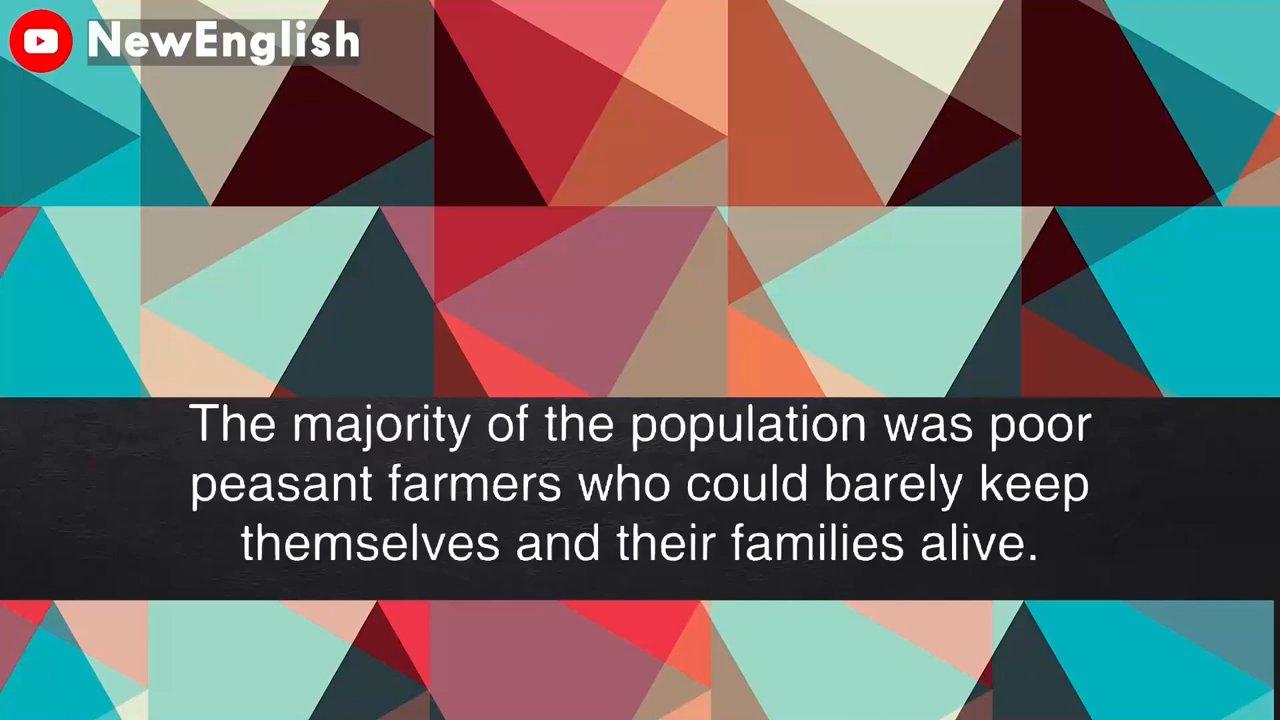 NewEnglish
The majority of the population was poor
peasant farmers who could barely keep
themselves and their families alive.